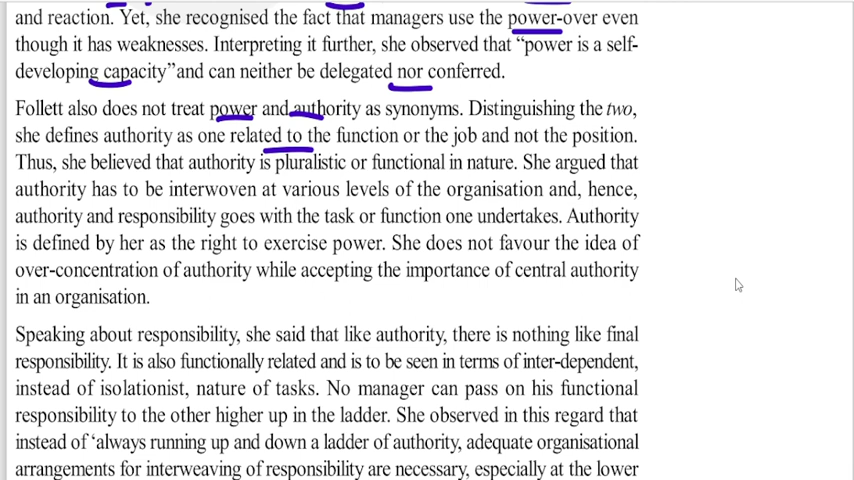 and reaction. Yet, she recognised the fact that managers use the power-over even
though it has weaknesses. Interpreting it further, she observed that “power is a self-
developing capacity”and can neither be delegated nor conferred.
Follett also does not treat power and authority as synonyms. Distinguishing the two,
she defines authority as one related to the function or the job and not the position.
Thus, she believed that authority is pluralistic or functional in nature. She argued that
authority has to be interwoven at various levels of the organisation and, hence,
authority and responsibility goes with the task or function one undertakes. Authority
is defined by her as the right to exercise power. She does not favour the idea of
over-concentration of authority while accepting the importance of central authority
in an organisation.
Speaking about responsibility, she said that like authority, there is nothing like final
responsibility. It is also functionally related and is to be seen in terms of inter-dependent,
instead of isolationist, nature of tasks. No manager can pass on his functional
responsibility to the other higher up in the ladder. She observed in this regard that
instead of ‘always running up and down a ladder of authority, adequate organisational
arrangements for interweaving of responsibility are necessary, especially at the lower